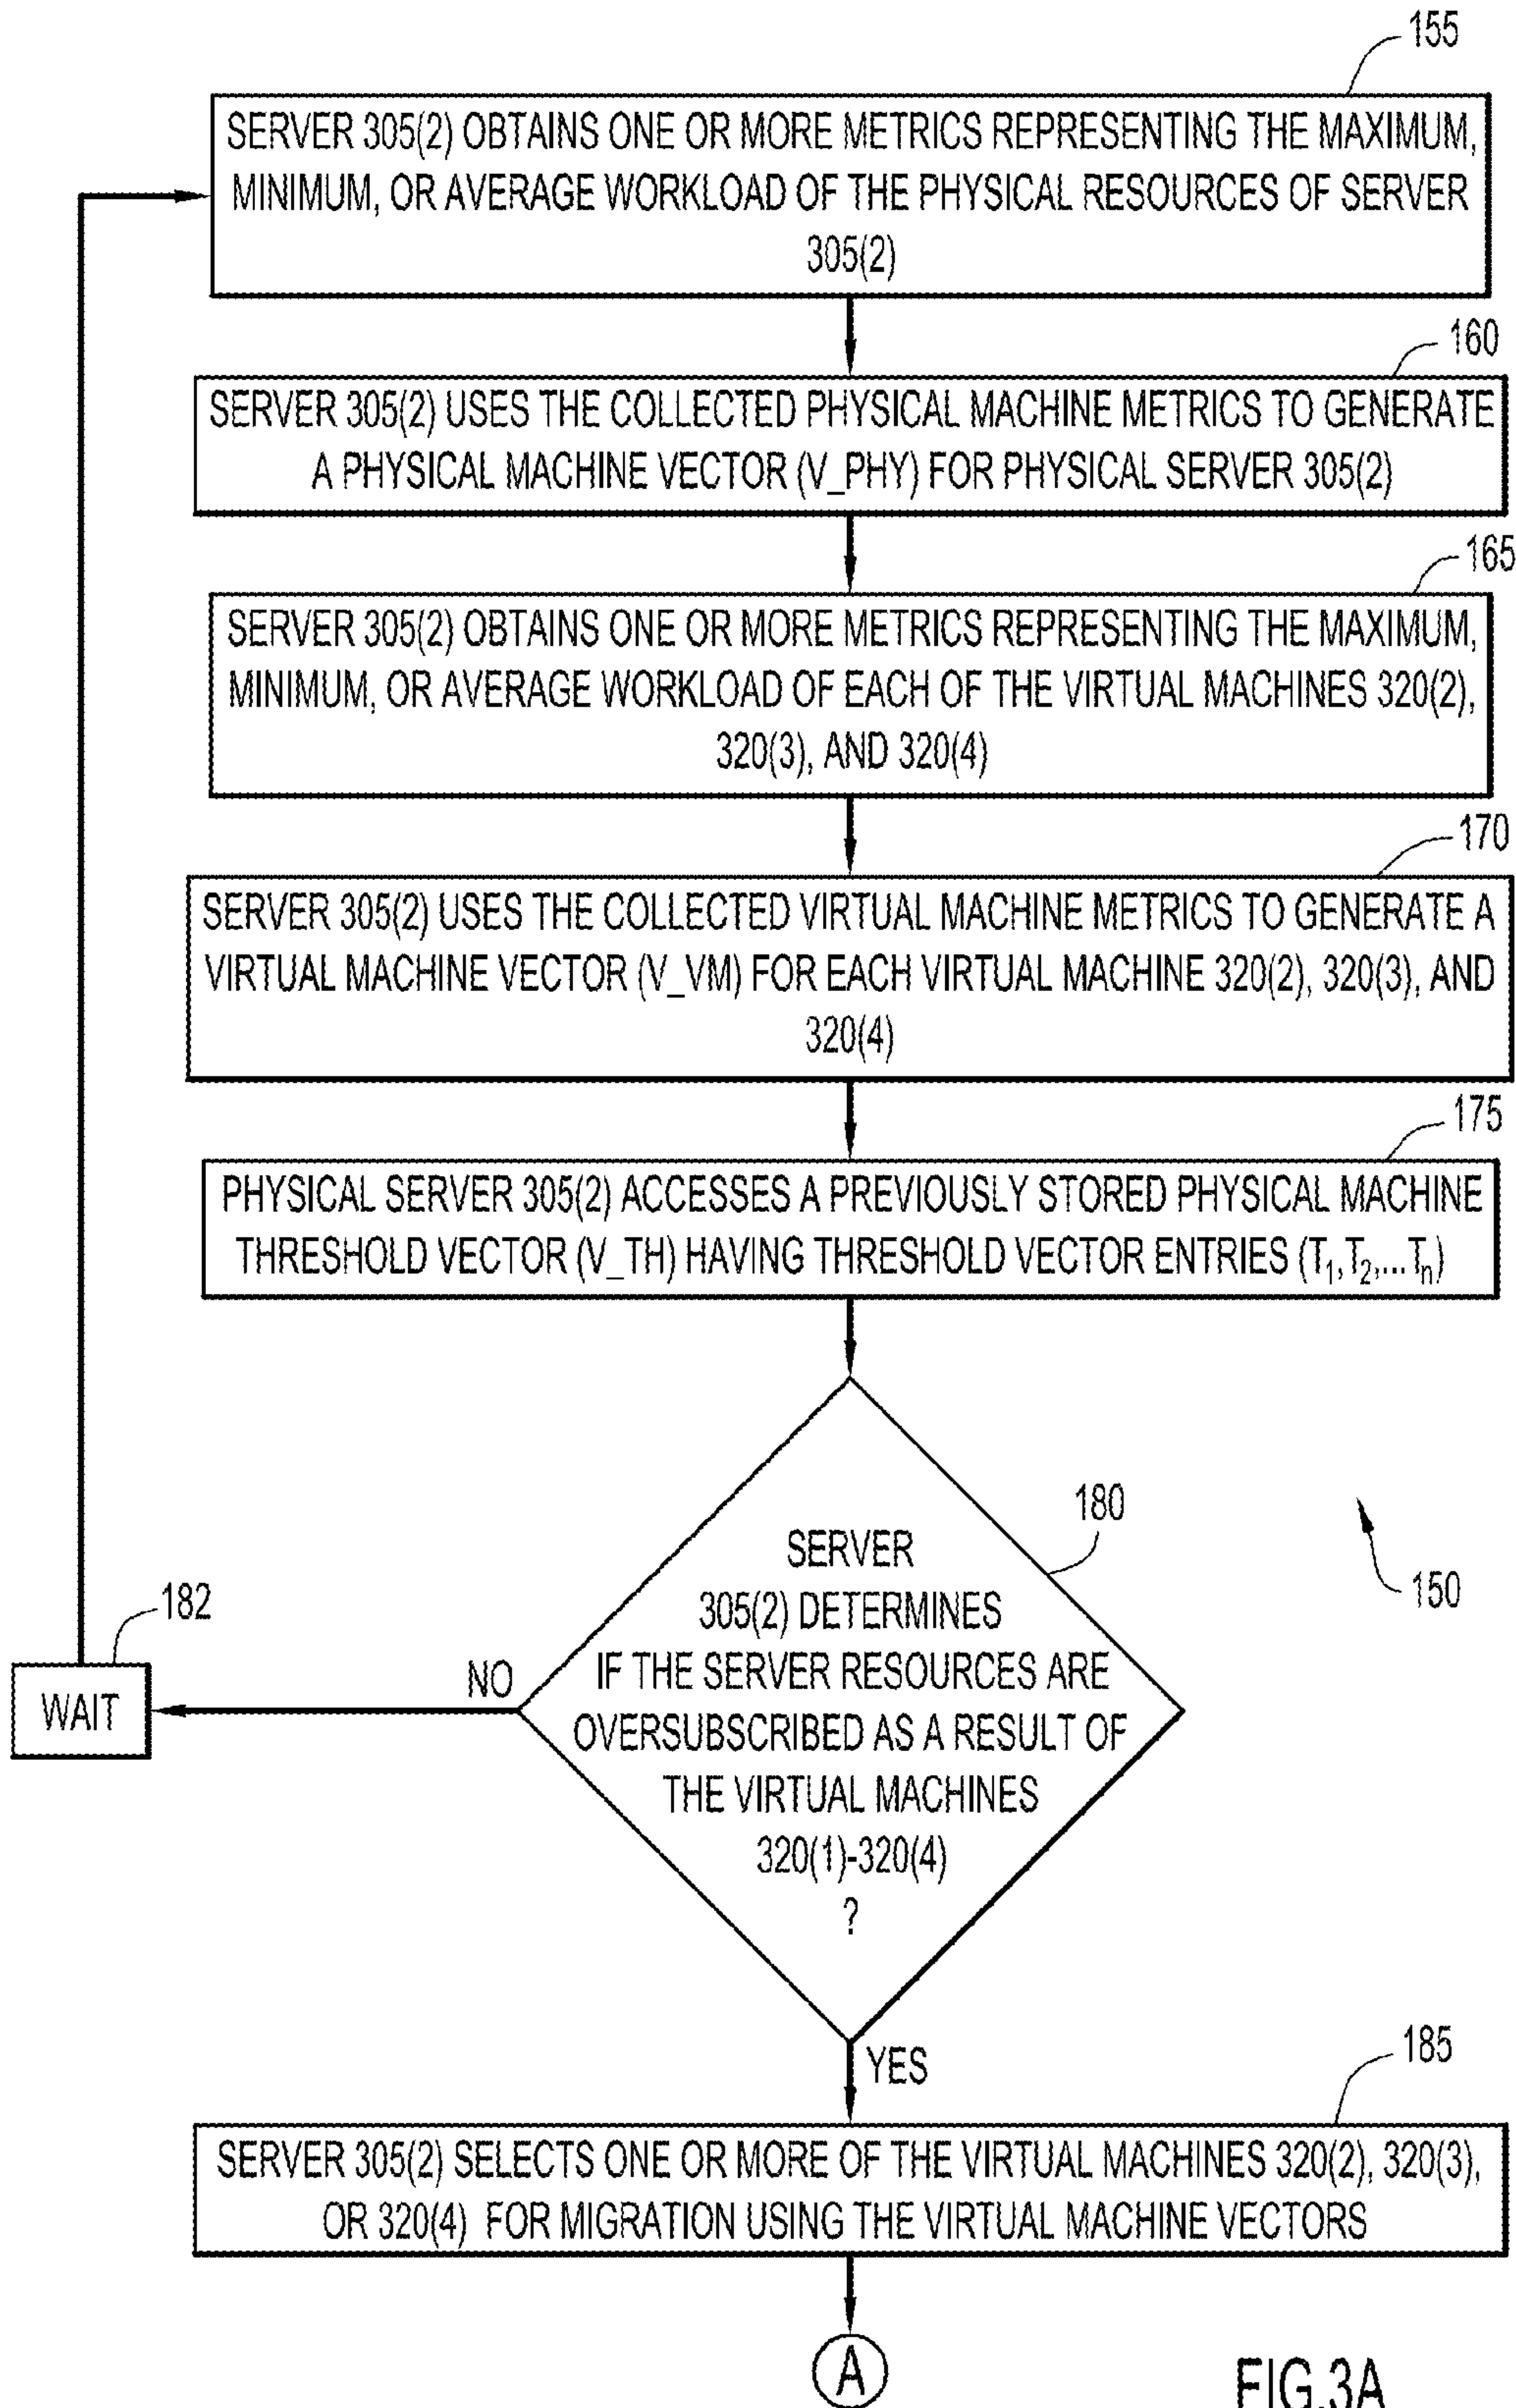 155
SERVER 305(2) OBTAINS ONE OR MORE METRICS REPRESENTING THE MAXIMUM,
MINIMUM, OR AVERAGE WORKLOAD OF THE PHYSICAL RESOURCES OF SERVER
305(2)
160
SERVER 305(2) USES THE COLLECTED PHYSICAL MACHINE METRICS TO GENERATE
A PHYSICAL MACHINE VECTOR (V_PHY) FOR PHYSICAL SERVER 305(2)
165
SERVER 305(2) OBTAINS ONE OR MORE METRICS REPRESENTING THE MAXIMUM,
MINIMUM, OR AVERAGE WORKLOAD OF EACH OF THE VIRTUAL MACHINES 320(2),
320(3), AND 320(4)
170
SERVER 305(2) USES THE COLLECTED VIRTUAL MACHINE METRICS TO GENERATE A
VIRTUAL MACHINE VECTOR (V_VM) FOR EACH VIRTUAL MACHINE 320(2), 320(3), AND
320(4)
175
PHYSICAL SERVER 305(2) ACCESSES A PREVIOUSLY STORED PHYSICAL MACHINE
THRESHOLD VECTOR (V_TH) HAVING THRESHOLD VECTOR ENTRIES (T₁,T₂,...Tₙ)
180
SERVER
305(2) DETERMINES
IF THE SERVER RESOURCES ARE
OVERSUBSCRIBED AS A RESULT OF
THE VIRTUAL MACHINES
320(1)-320(4)
?
150
182
WAIT
NO
YES
185
SERVER 305(2) SELECTS ONE OR MORE OF THE VIRTUAL MACHINES 320(2), 320(3),
OR 320(4) FOR MIGRATION USING THE VIRTUAL MACHINE VECTORS
A
FIG.3A